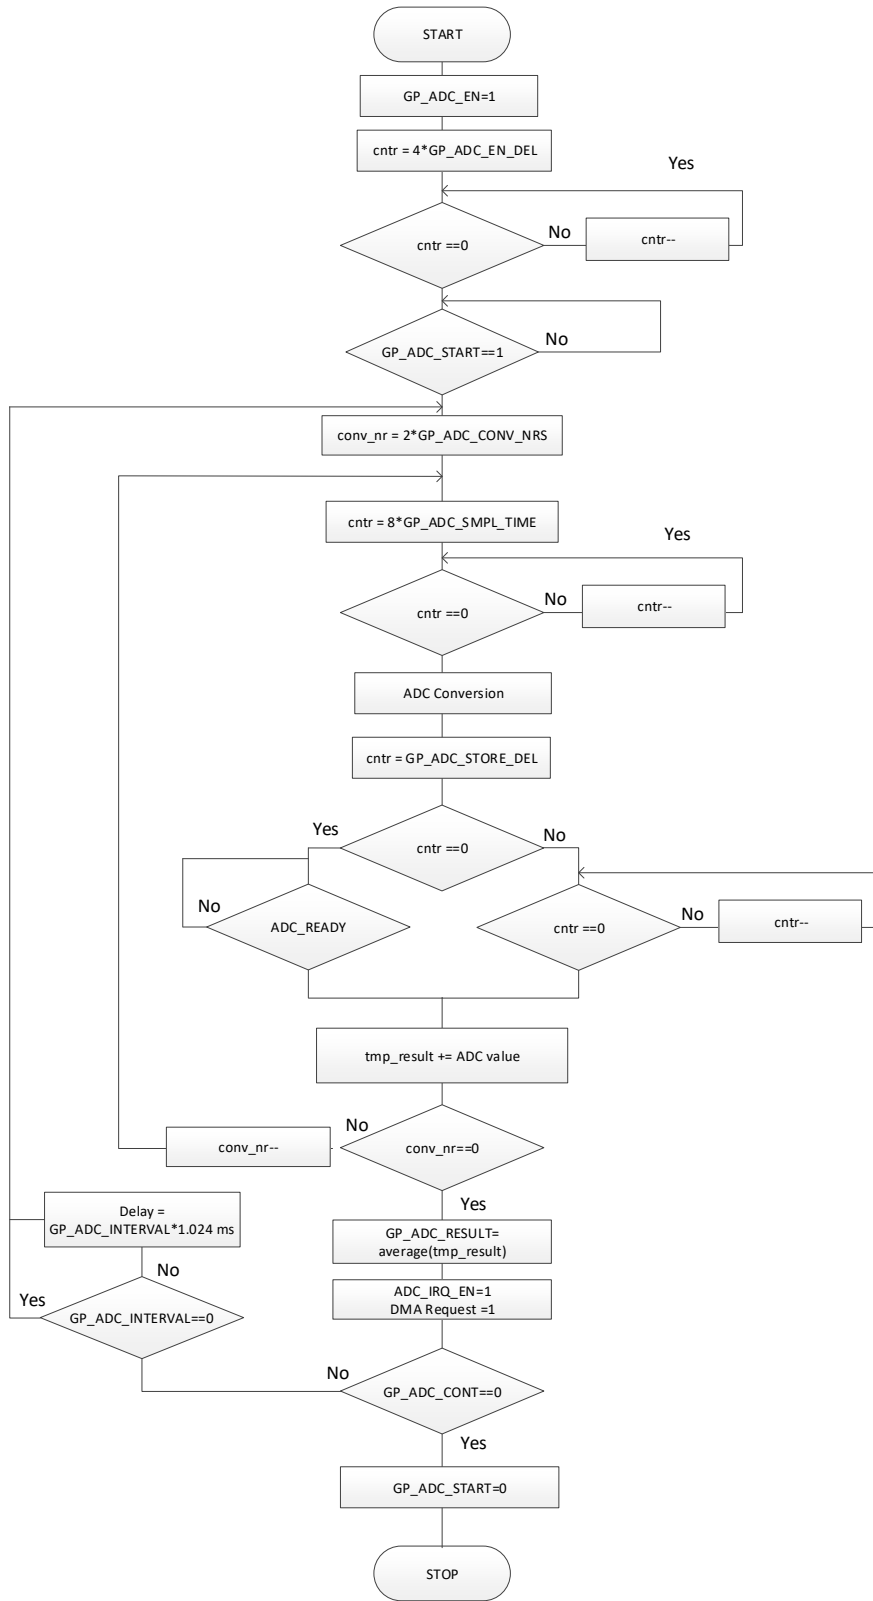 START
GP_ADC_EN=1
cntr = 4*GP_ADC_EN_DEL
Yes
cntr ==0
No
cntr--
GP_ADC_START==1
No
conv_nr = 2*GP_ADC_CONV_NRS
cntr = 8*GP_ADC_SMPL_TIME
Yes
cntr ==0
No
cntr--
ADC Conversion
cntr = GP_ADC_STORE_DEL
Yes
cntr ==0
No
No
ADC_READY
cntr ==0
No
cntr--
tmp_result += ADC value
conv_nr--
No
conv_nr==0
Yes
Delay =
GP_ADC_INTERVAL*1.024 ms
GP_ADC_RESULT=
average(tmp_result)
No
Yes
GP_ADC_INTERVAL==0
ADC_IRQ_EN=1
DMA Request =1
No
GP_ADC_CONT==0
Yes
GP_ADC_START=0
STOP